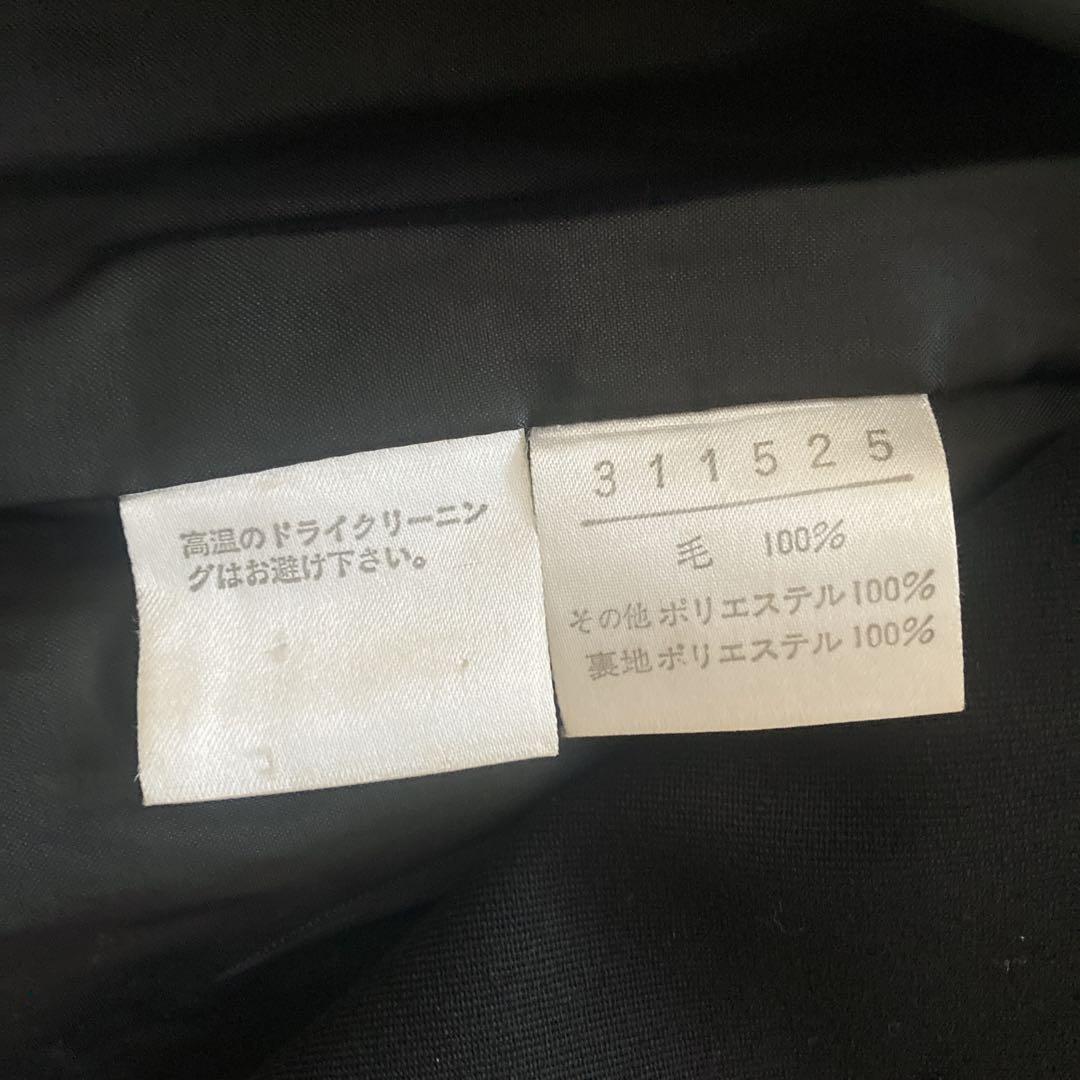 高温のドライクリーニン
グはお避け下さい。
311525
毛 100%
その他 ポリエステル100%
裏地ポリエステル100%